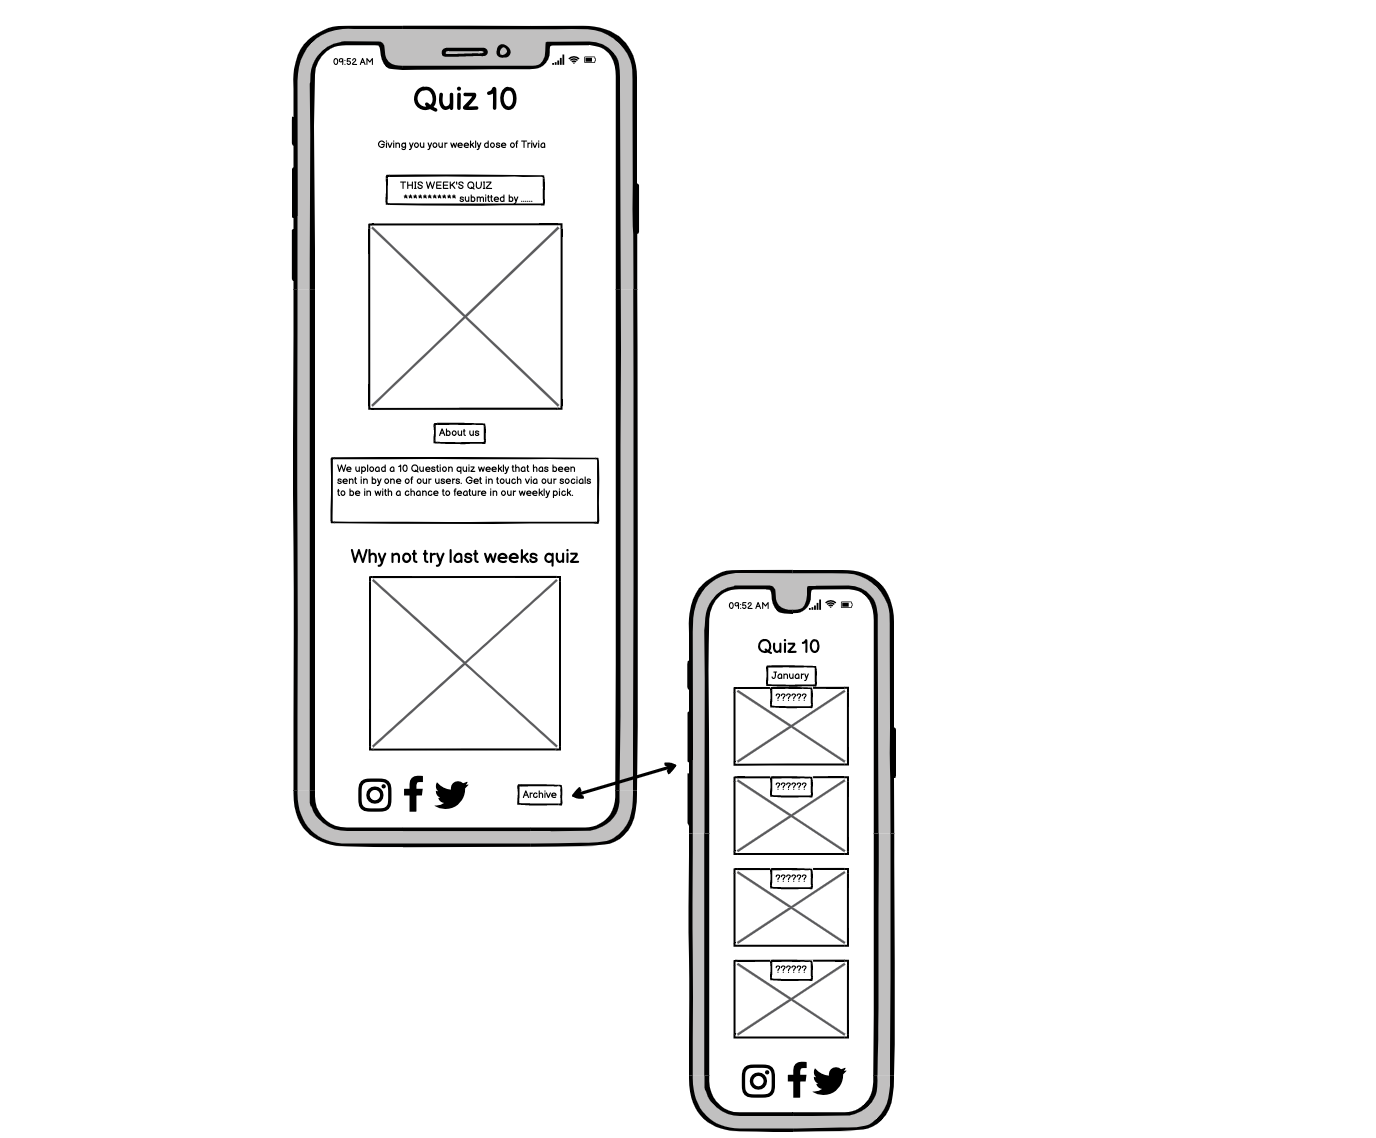 09:52 AM
Quiz 10
Giving you your weekly dose of Trivia
THIS WEEK'S QUIZ
*********** submitted by ......
About us
We upload a 10 Question quiz weekly that has been
sent in by one of our users. Get in touch via our socials
to be in with a chance to feature in our weekly pick.
Why not try last weeks quiz
Archive
09:52 AM
Quiz 10
January
??????
??????
??????
??????